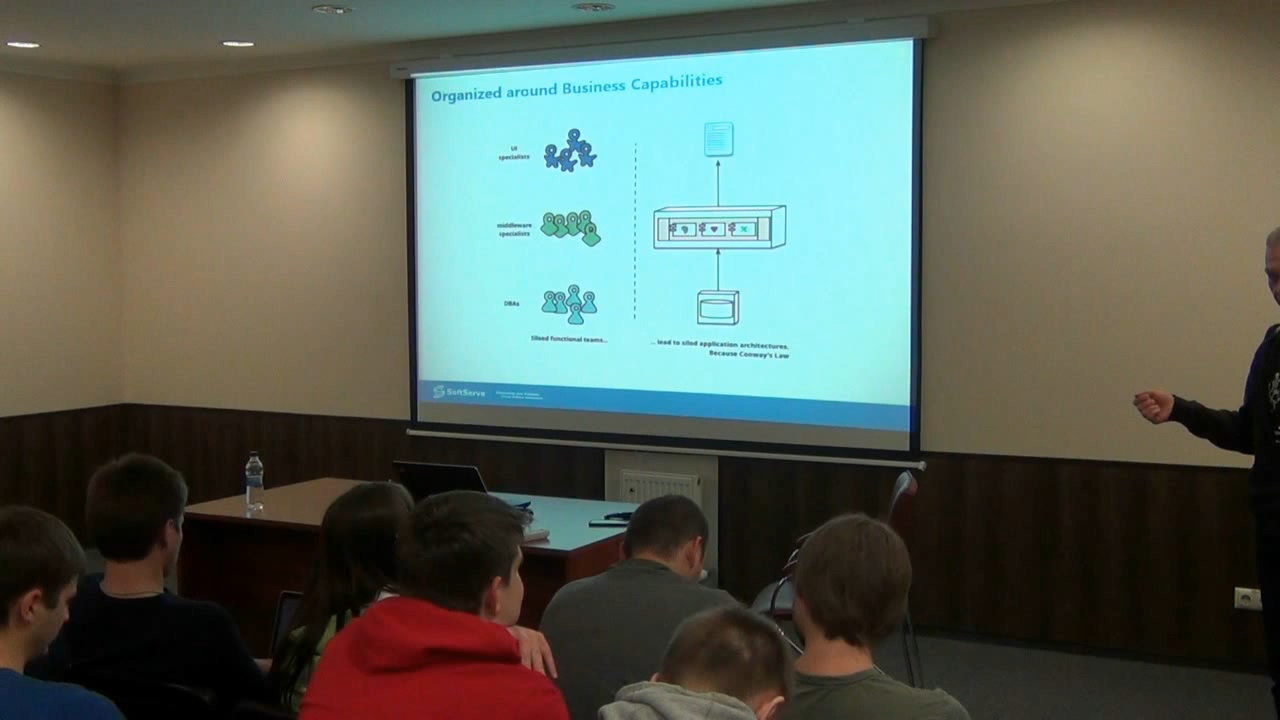 Organized around Business Capabilities
UI
specialists
middleware
specialists
DBAs
Siloed functional teams...
... lead to silod application architectures.
Because Conway's Law
SoftServe